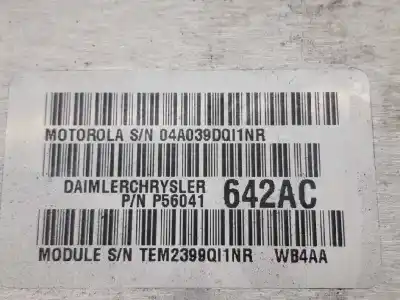 MOTOROLA S/N 04A039DQI1NR
DAIMLERCHRYSLER
P/N P56041 642AC
MODULE S/N TEM2399QI1NR WB4AA